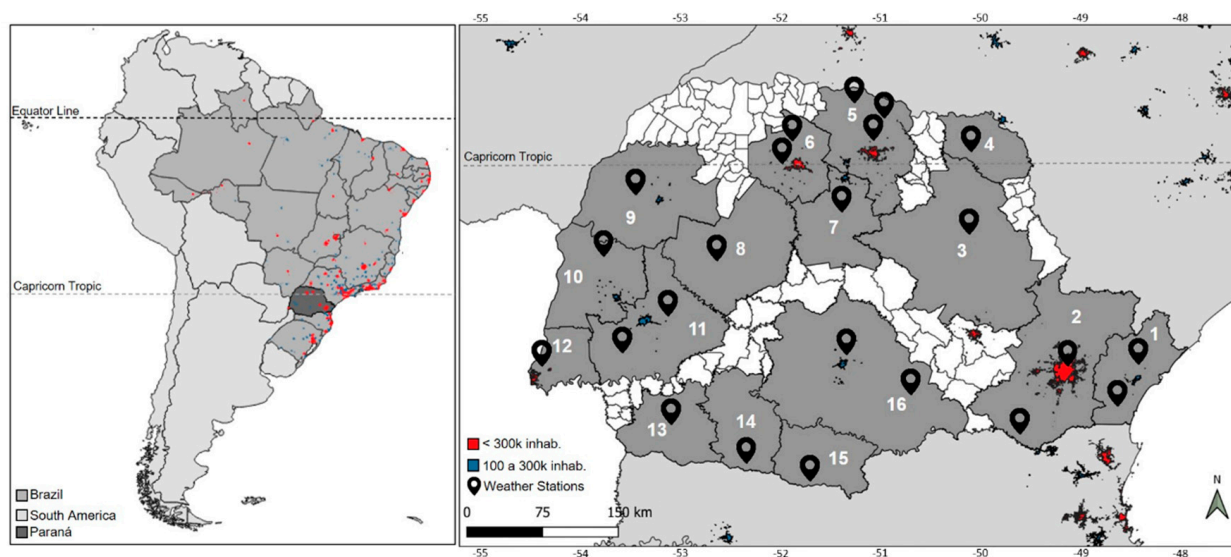 Equator Line
Capricorn Tropic
Brazil
South America
Paraná
-55 -54 -53 -52 -51 -50 -49 -48
Capricorn Tropic
5
6
4
9
7
3
8
10
11
2
1
12
16
13
14
15
< 300k inhab.
100 a 300k inhab.
Weather Stations
0 75 150 km
N
-55 -54 -53 -52 -51 -50 -49 -48